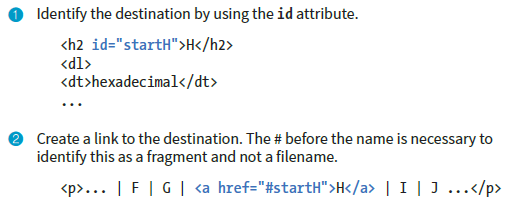 1 Identify the destination by using the id attribute.
<h2 id="startH">H</h2>
<dl>
<dt>hexadecimal</dt>
...
2 Create a link to the destination. The # before the name is necessary to
identify this as a fragment and not a filename.
<p>... | F | G | <a href="#startH">H</a> | I | J ...</p>